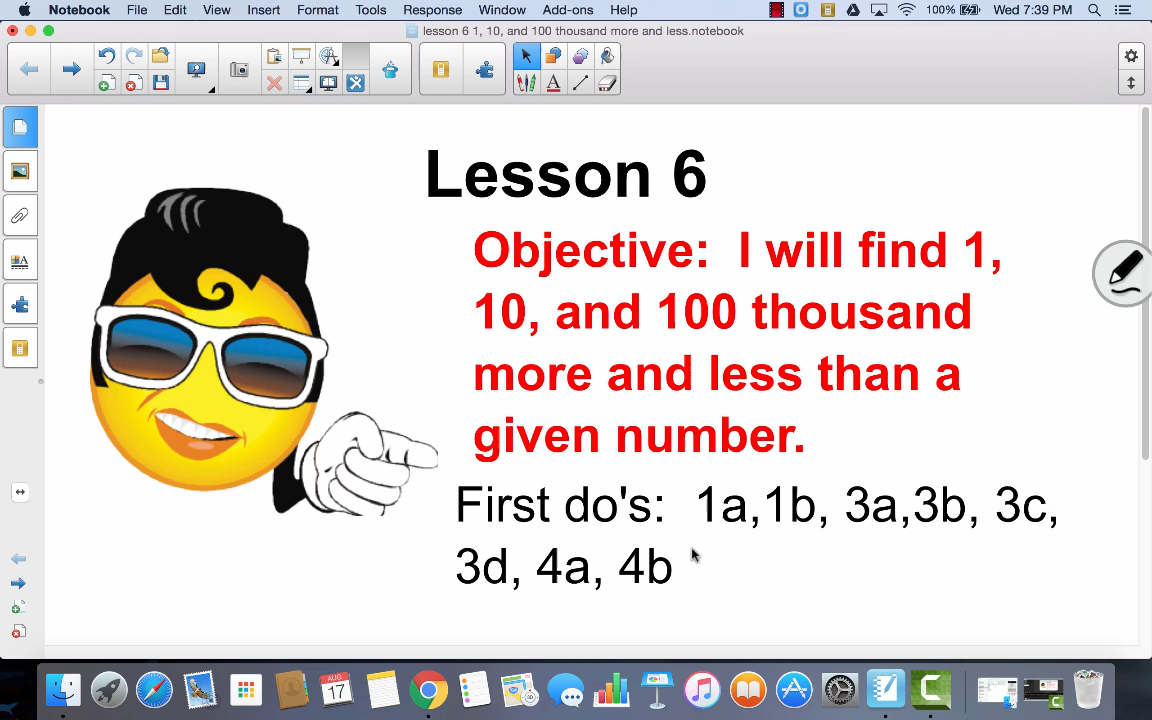 Notebook File Edit View Insert Format Tools Response Window Add-ons Help 100% Wed 7:39 PM
lesson 6 1, 10, and 100 thousand more and less.notebook
Lesson 6
Objective: I will find 1,
10, and 100 thousand
more and less than a
given number.
First do's: 1a,1b, 3a,3b, 3c,
3d, 4a, 4b
AUG
17